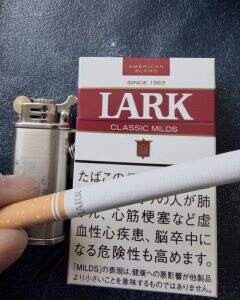 AMERICAN
BLEND
SINCE 1963
LARK
CLASSIC MILDS
たばこの
の人が肺
、心筋梗塞など虚
血性心疾患、脳卒中に
なる危険性も高めます。
「MILDS」の表現は、健康への悪影響が他製品
より小さいことを意味するものではありません。